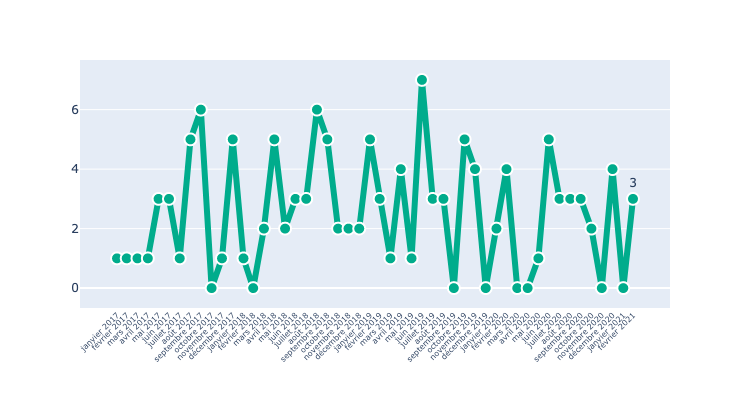 6
4
2
0
3
janvier 2017
février 2017
mars 2017
avril 2017
mai 2017
juin 2017
juillet 2017
août 2017
septembre 2017
octobre 2017
novembre 2017
décembre 2017
janvier 2018
février 2018
mars 2018
avril 2018
mai 2018
juin 2018
juillet 2018
août 2018
septembre 2018
octobre 2018
novembre 2018
décembre 2018
janvier 2019
février 2019
mars 2019
avril 2019
mai 2019
juin 2019
juillet 2019
août 2019
septembre 2019
octobre 2019
novembre 2019
décembre 2019
janvier 2020
février 2020
mars 2020
avril 2020
mai 2020
juin 2020
juillet 2020
août 2020
septembre 2020
octobre 2020
novembre 2020
décembre 2020
janvier 2021
février 2021